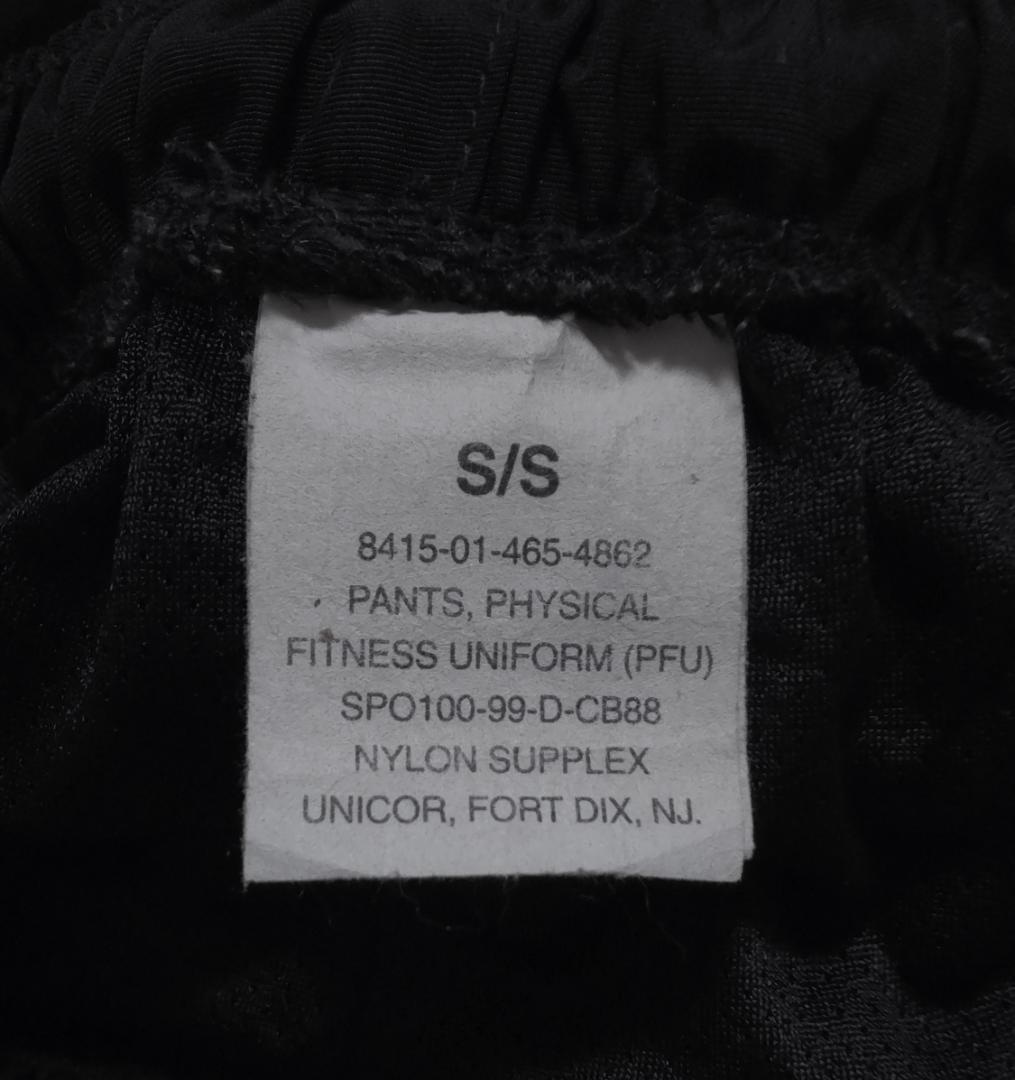 S/S
8415-01-465-4862
PANTS, PHYSICAL
FITNESS UNIFORM (PFU)
SPO100-99-D-CB88
NYLON SUPPLEX
UNICOR, FORT DIX, NJ.